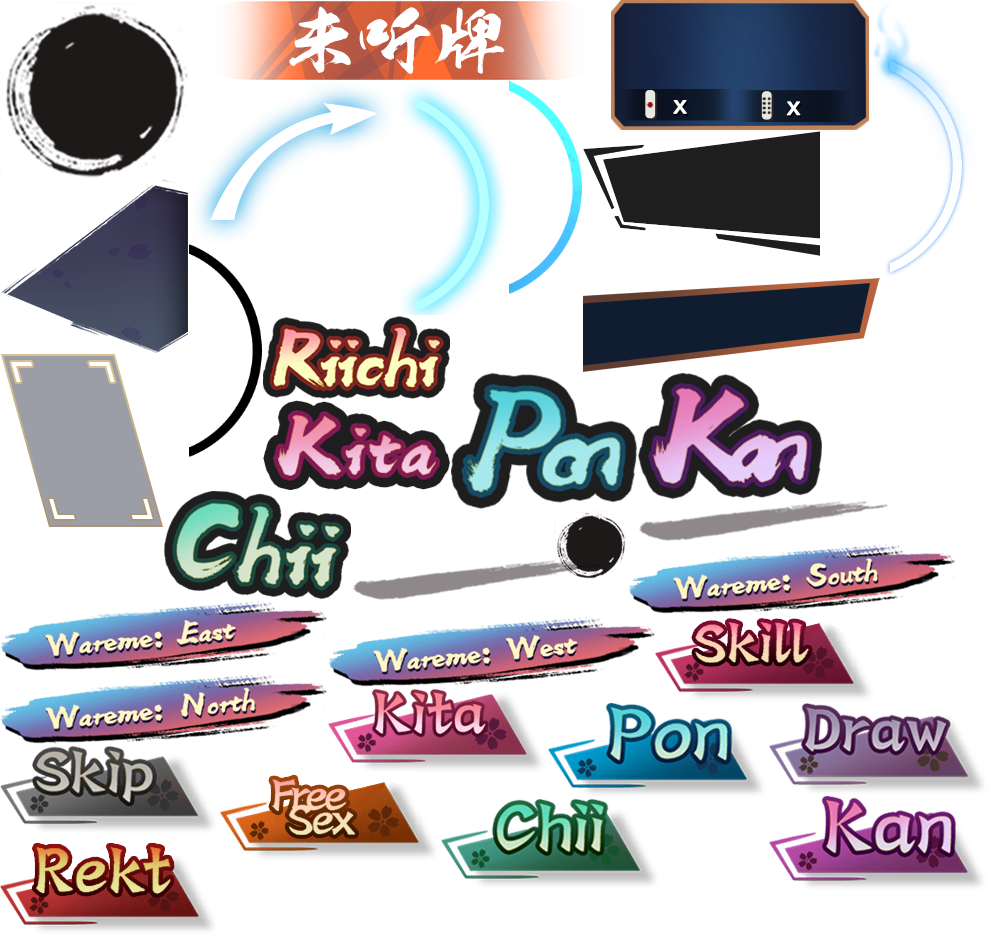 未听牌
x x
Riichi
Kita
Pon
Kan
Chii
Wareme: South
Wareme: East
Wareme: West
Skill
Wareme: North
Kita
Pon
Draw
Skip
Free
Sex
Chii
Kan
Rekt